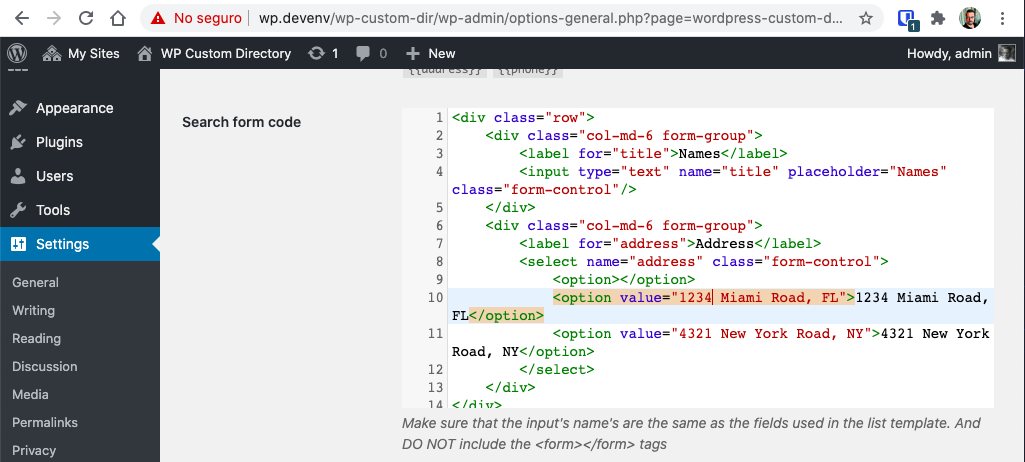 No seguro
wp.devenv/wp-custom-dir/wp-admin/options-general.php?page=wordpress-custom-d...
1
My Sites
WP Custom Directory
1
0
New
Howdy, admin
{{address}} {{phone}}
Appearance
Plugins
Users
Tools
Settings
General
Writing
Reading
Discussion
Media
Permalinks
Privacy
Search form code
1 <div class="row">
2 <div class="col-md-6 form-group">
3 <label for="title">Names</label>
4 <input type="text" name="title" placeholder="Names"
class="form-control"/>
5 </div>
6 <div class="col-md-6 form-group">
7 <label for="address">Address</label>
8 <select name="address" class="form-control">
9 <option></option>
10 <option value="1234 Miami Road, FL">1234 Miami Road,
FL</option>
11 <option value="4321 New York Road, NY">4321 New York
Road, NY</option>
12 </select>
13 </div>
14 </div>
Make sure that the input's name's are the same as the fields used in the list template. And
DO NOT include the <form></form> tags